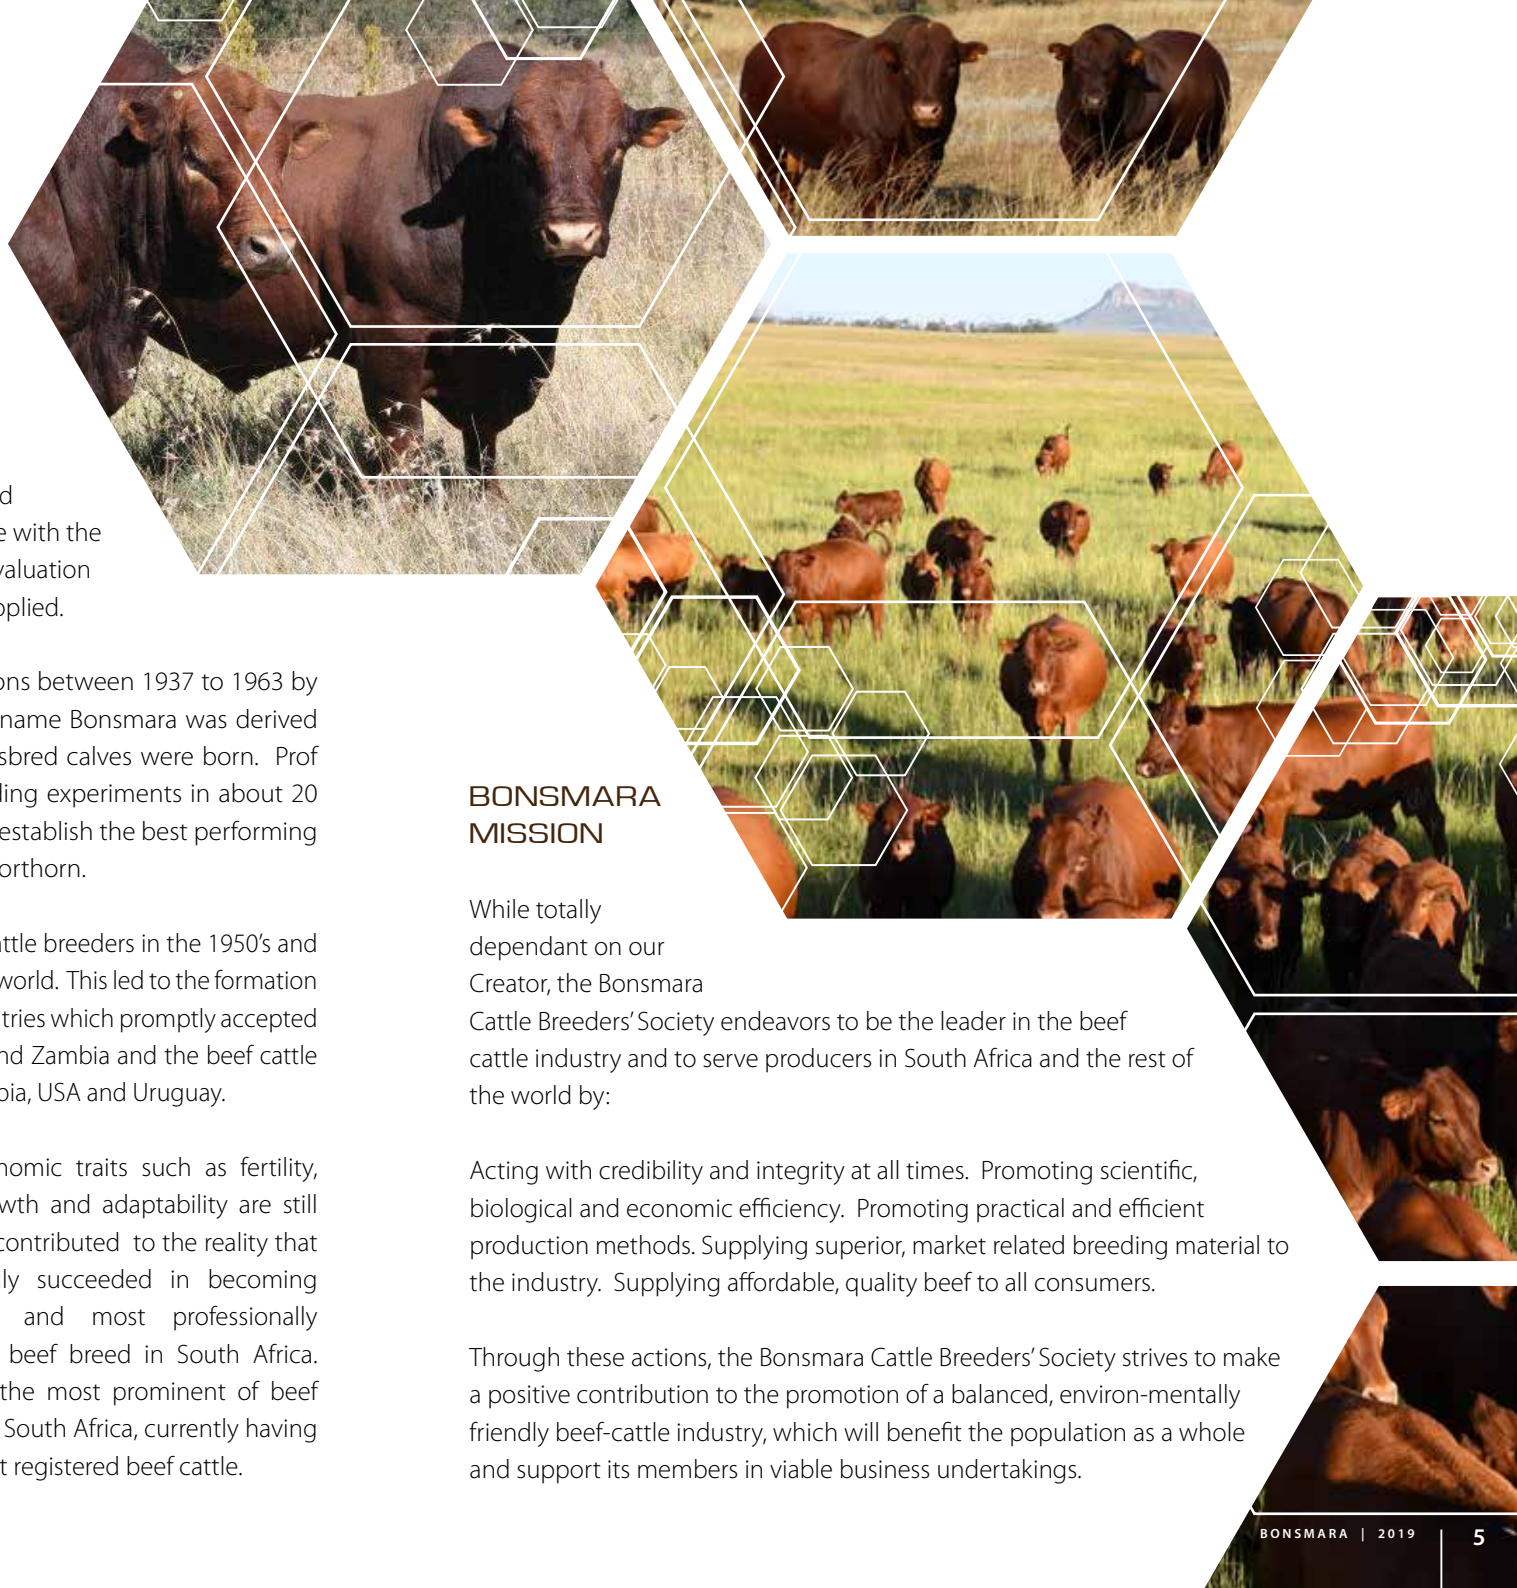 with the
ons between 1937 to 1963 by
name Bonsmara was derived
sbred calves were born. Prof
ding experiments in about 20
establish the best performing
orthorn.
attle breeders in the 1950's and
world. This led to the formation
tries which promptly accepted
nd Zambia and the beef cattle
bia, USA and Uruguay.
nomic traits such as fertility,
wth and adaptability are still
contributed to the reality that
lly succeeded in becoming
and most professionally
beef breed in South Africa.
the most prominent of beef
South Africa, currently having
t registered beef cattle.
BONSMARA
MISSION
While totally
dependant on our
Creator, the Bonsmara
Cattle Breeders' Society endeavors to be the leader in the beef
cattle industry and to serve producers in South Africa and the rest of
the world by:
Acting with credibility and integrity at all times. Promoting scientific,
biological and economic efficiency. Promoting practical and efficient
production methods. Supplying superior, market related breeding material to
the industry. Supplying affordable, quality beef to all consumers.
Through these actions, the Bonsmara Cattle Breeders' Society strives to make
a positive contribution to the promotion of a balanced, environ-mentally
friendly beef-cattle industry, which will benefit the population as a whole
and support its members in viable business undertakings.
BONSMARA | 2019 5